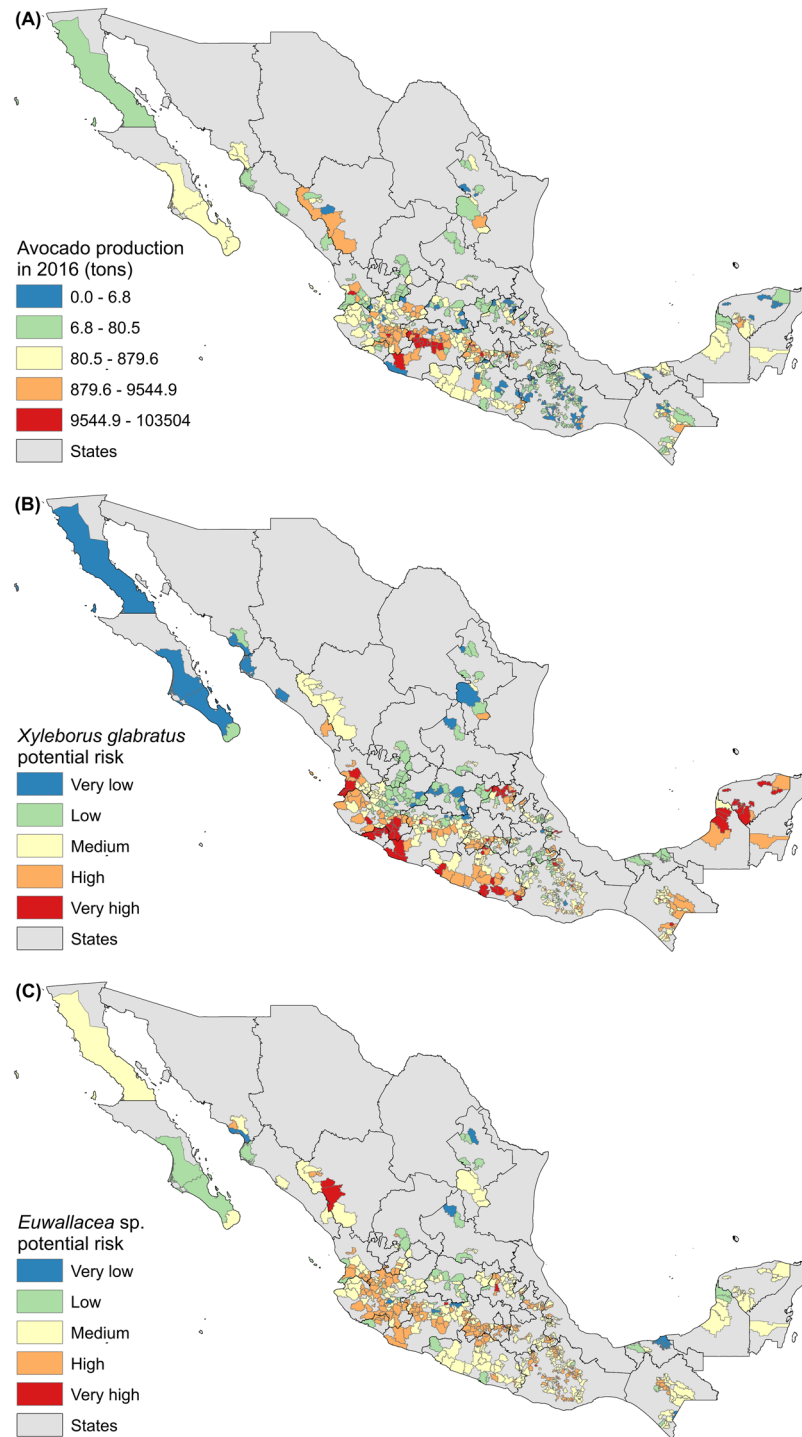 (A)
Avocado production
in 2016 (tons)
0.0 - 6.8
6.8 - 80.5
80.5 - 879.6
879.6 - 9544.9
9544.9 - 103504
States
(B)
Xyleborus glabratus
potential risk
Very low
Low
Medium
High
Very high
States
(C)
Euwallacea sp.
potential risk
Very low
Low
Medium
High
Very high
States